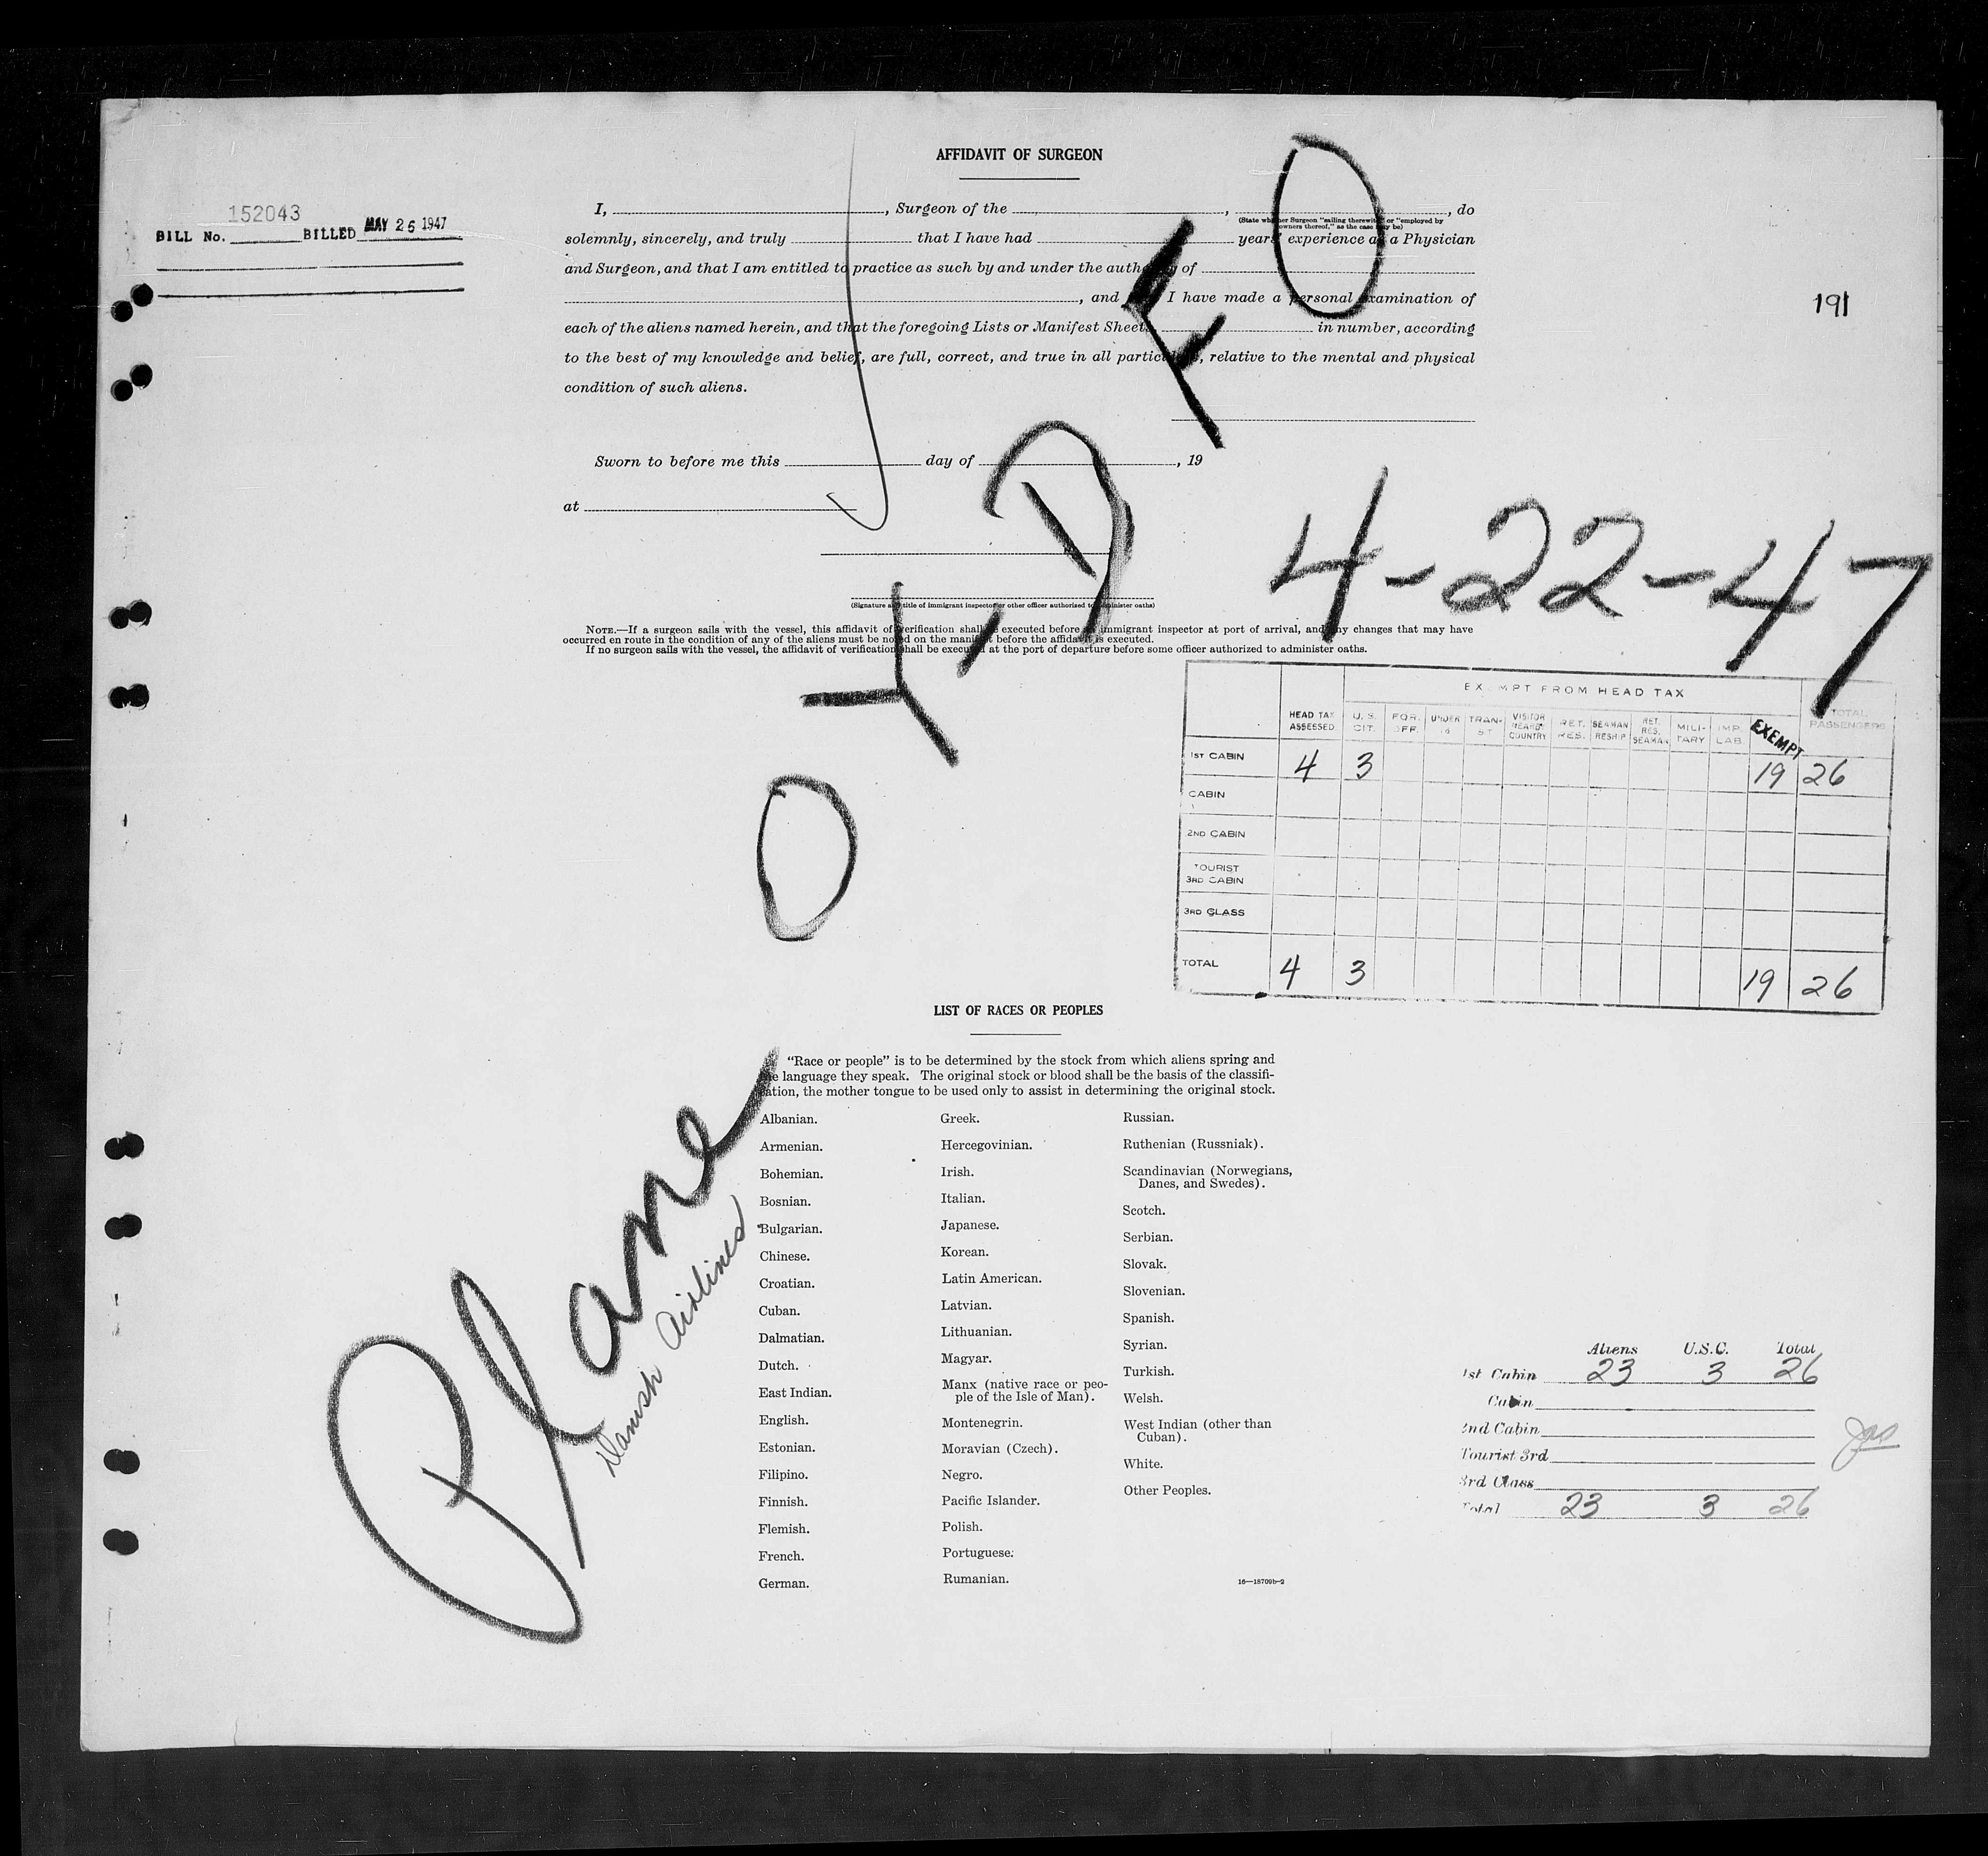 AFFIDAVIT OF SURGEON
152043
BILL No. BILLED MAY 26 1947
I, , Surgeon of the , , do
(State whether Surgeon "sailing therewith" or "employed by
owners thereof," as the case may be)
solemnly, sincerely, and truly that I have had years' experience as a Physician
and Surgeon, and that I am entitled to practice as such by and under the authority of
, and that I have made a personal examination of
each of the aliens named herein, and that the foregoing Lists or Manifest Sheets, in number, according
to the best of my knowledge and belief, are full, correct, and true in all particulars, relative to the mental and physical
condition of such aliens.
191
Sworn to before me this day of , 19
at
(Signature and title of immigrant inspector or other officer authorized to administer oaths)
NOTE.—If a surgeon sails with the vessel, this affidavit of verification shall be executed before an immigrant inspector at port of arrival, and any changes that may have
occurred en route in the condition of any of the aliens must be noted on the manifest before the affidavit is executed.
If no surgeon sails with the vessel, the affidavit of verification shall be executed at the port of departure before some officer authorized to administer oaths.
OY-DFO
4-22-47
EXEMPT FROM HEAD TAX
HEAD TAX ASSESSED U.S. CIT. FOR. OFF. UNDER 16 TRANSIT VISITOR NEARBY COUNTRY RET. RES. SEAMAN RESHIP RET. RES. SEAMAN MILITARY IMP. LAB. EXEMPT TOTAL PASSENGERS
1ST CABIN 4 3 19 26
CABIN
2ND CABIN
TOURIST
3RD CABIN
3RD CLASS
TOTAL 4 3 19 26
LIST OF RACES OR PEOPLES
"Race or people" is to be determined by the stock from which aliens spring and
the language they speak. The original stock or blood shall be the basis of the classifi-
cation, the mother tongue to be used only to assist in determining the original stock.
Albanian.
Armenian.
Bohemian.
Bosnian.
Bulgarian.
Chinese.
Croatian.
Cuban.
Dalmatian.
Dutch.
East Indian.
English.
Estonian.
Filipino.
Finnish.
Flemish.
French.
German.
Greek.
Hercegovinian.
Irish.
Italian.
Japanese.
Korean.
Latin American.
Latvian.
Lithuanian.
Magyar.
Manx (native race or peo-
ple of the Isle of Man).
Montenegrin.
Moravian (Czech).
Negro.
Pacific Islander.
Polish.
Portuguese.
Rumanian.
Russian.
Ruthenian (Russniak).
Scandinavian (Norwegians,
Danes, and Swedes).
Scotch.
Serbian.
Slovak.
Slovenian.
Spanish.
Syrian.
Turkish.
Welsh.
West Indian (other than
Cuban).
White.
Other Peoples.
16—18709b-2
Plane
Danish Airlines
Aliens U.S.C. Total
1st Cabin 23 3 26
Cabin
2nd Cabin
Tourist 3rd
3rd Class
Total 23 3 26